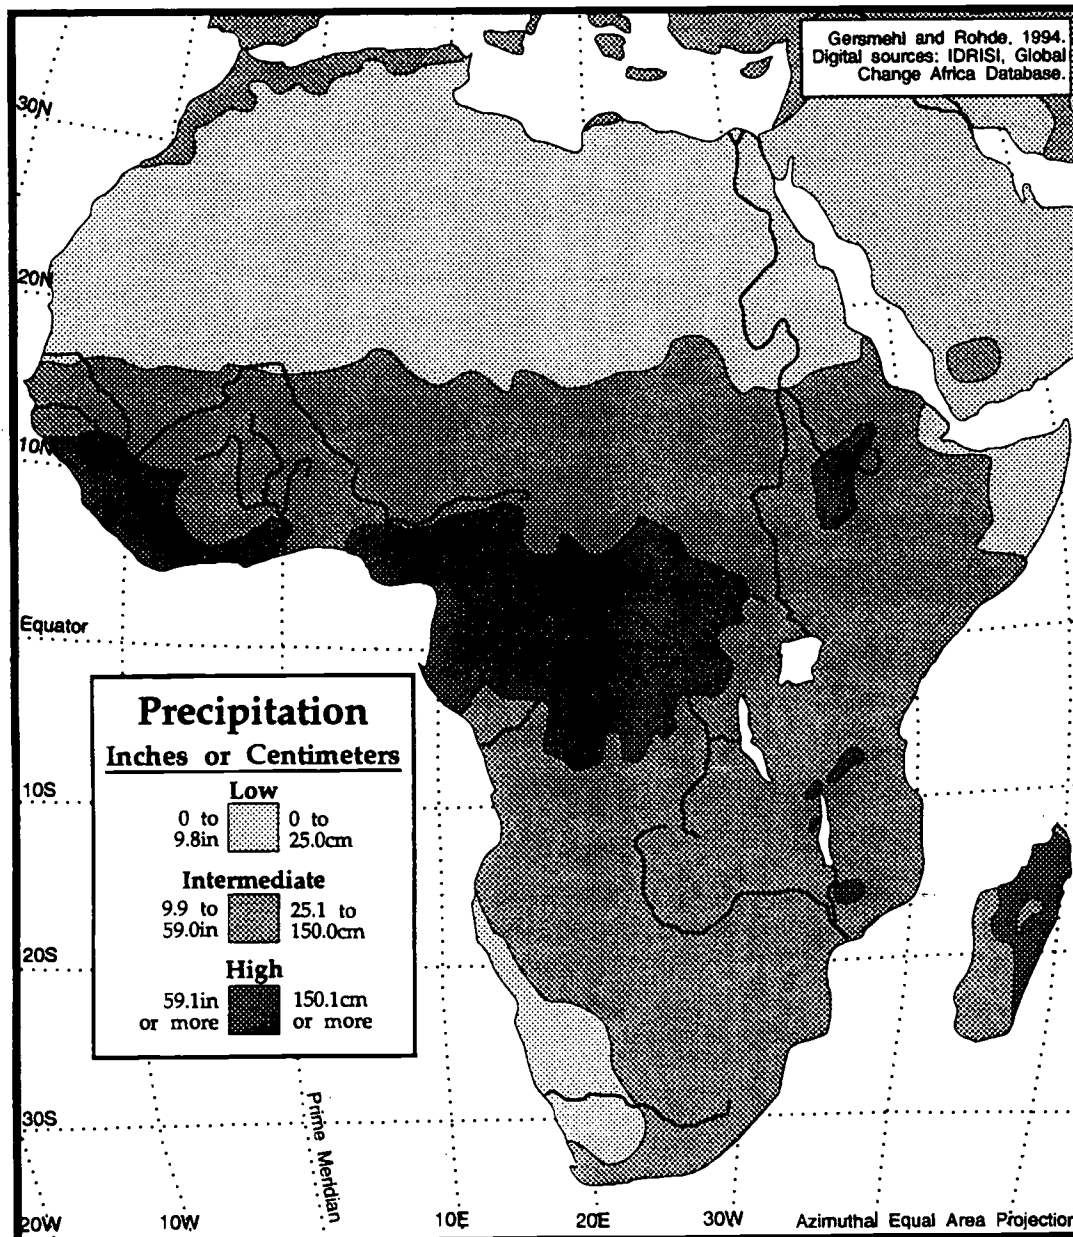 Gersmehl and Rohde, 1994.
Digital sources: IDRISI, Global
Change Africa Database.
30N
20N
10N
Equator
Precipitation
Inches or Centimeters
Low
0 to 0 to
9.8in 25.0cm
Intermediate
9.9 to 25.1 to
59.0in 150.0cm
High
59.1in 150.1cm
or more or more
10S
20S
30S
Prime Meridian
20W 10W 10E 20E 30W Azimuthal Equal Area Projection